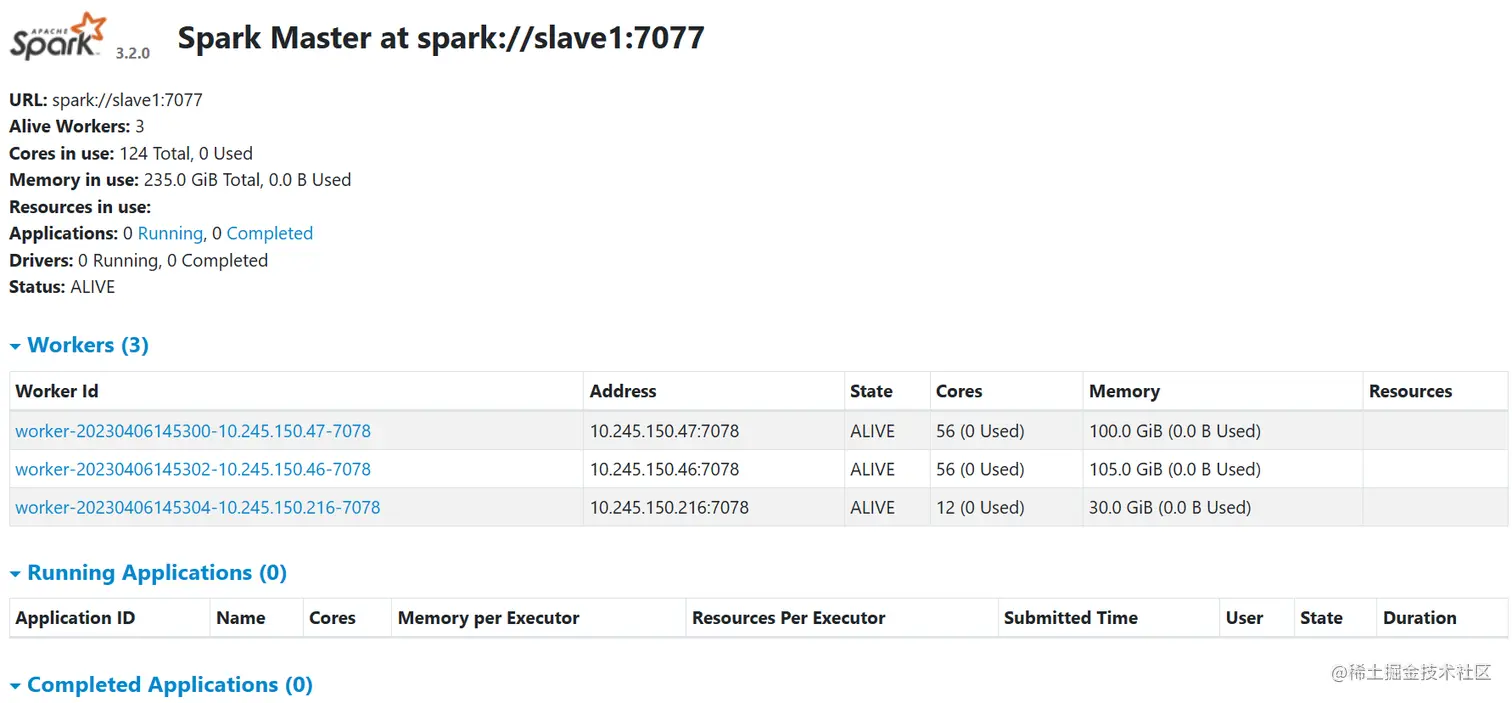 APACHE Spark 3.2.0 Spark Master at spark://slave1:7077
URL: spark://slave1:7077
Alive Workers: 3
Cores in use: 124 Total, 0 Used
Memory in use: 235.0 GiB Total, 0.0 B Used
Resources in use:
Applications: 0 Running, 0 Completed
Drivers: 0 Running, 0 Completed
Status: ALIVE
Workers (3)
Worker Id Address State Cores Memory Resources
worker-20230406145300-10.245.150.47-7078 10.245.150.47:7078 ALIVE 56 (0 Used) 100.0 GiB (0.0 B Used)
worker-20230406145302-10.245.150.46-7078 10.245.150.46:7078 ALIVE 56 (0 Used) 105.0 GiB (0.0 B Used)
worker-20230406145304-10.245.150.216-7078 10.245.150.216:7078 ALIVE 12 (0 Used) 30.0 GiB (0.0 B Used)
Running Applications (0)
Application ID Name Cores Memory per Executor Resources Per Executor Submitted Time User State Duration
Completed Applications (0)
@稀土掘金技术社区